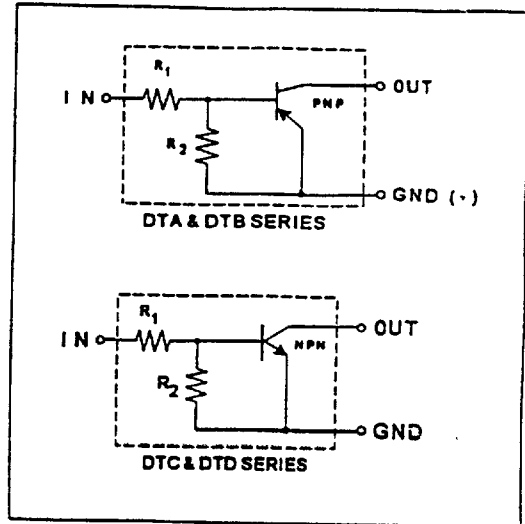 R1
IN
PNP
OUT
R2
GND (+)
DTA & DTB SERIES
R1
IN
NPN
OUT
R2
GND
DTC & DTD SERIES